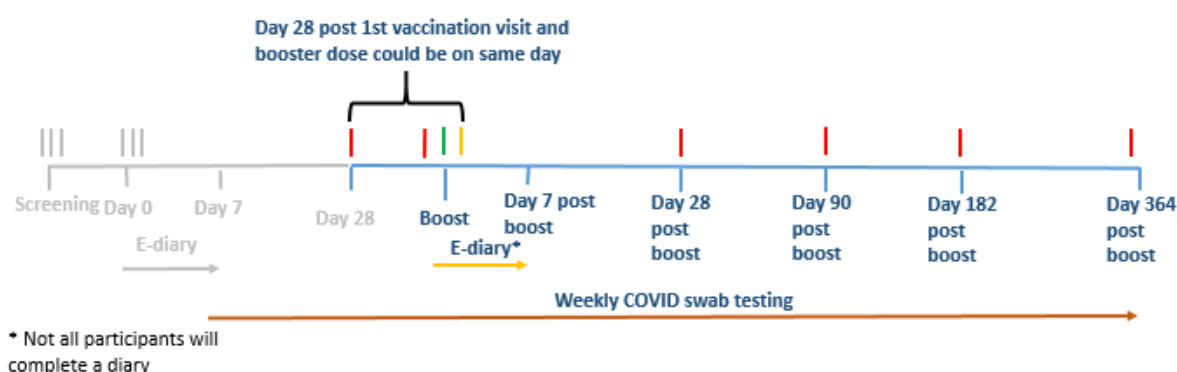 Day 28 post 1st vaccination visit and
booster dose could be on same day
Screening
Day 0
Day 7
Day 28
Boost
Day 7 post
boost
Day 28
post
boost
Day 90
post
boost
Day 182
post
boost
Day 364
post
boost
E-diary
E-diary*
Weekly COVID swab testing
* Not all participants will
complete a diary